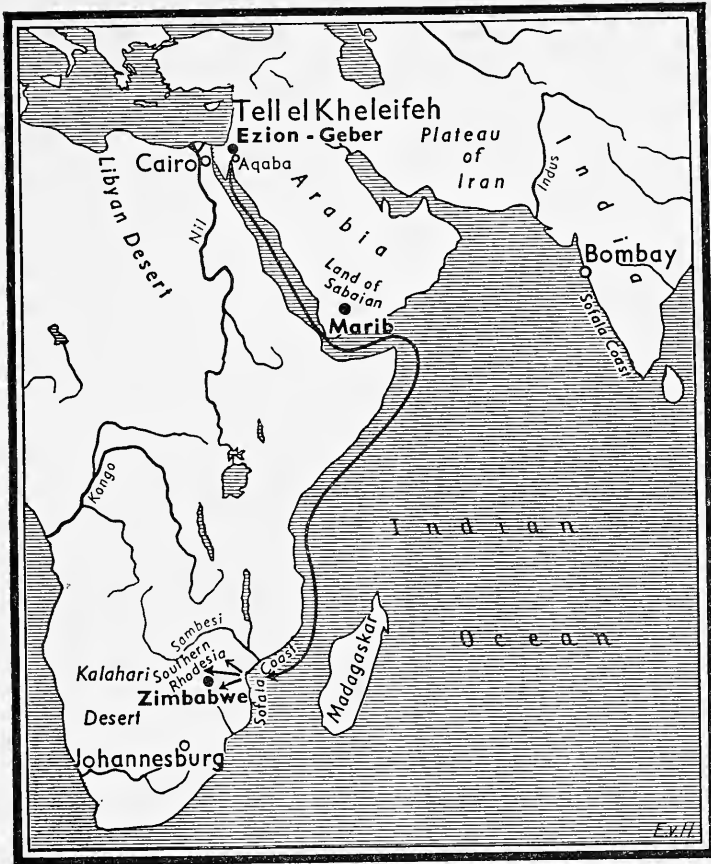 Tell el Kheleifeh
Ezion - Geber
Cairo
Aqaba
Plateau
of
Iran
Indus
India
Libyan Desert
Nil
Arabia
Land of
Sabaian
Marib
Bombay
Sofala Coast
Kongo
Indian
Ocean
Sambesi
Southern
Rhodesia
Kalahari
Desert
Zimbabwe
Sofala Coast
Madagaskar
Johannesburg
E.v.H.